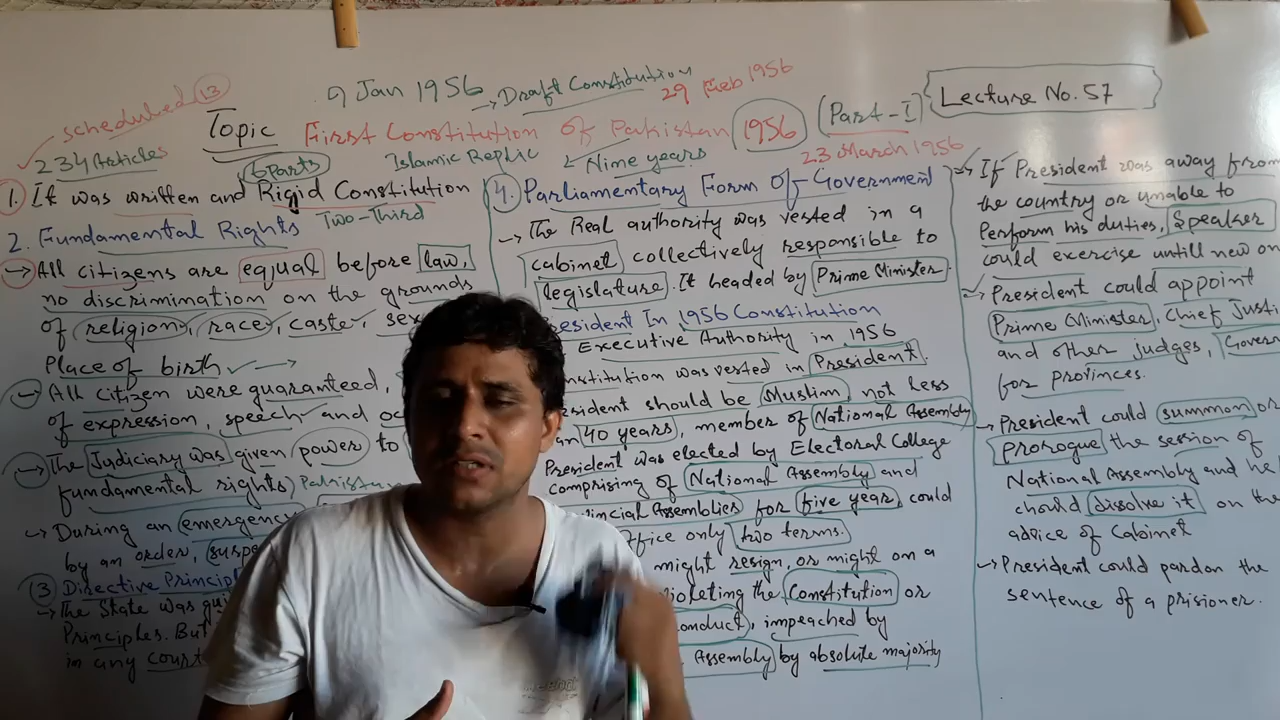 9 Jan 1956 → Draft Constitution
29 Feb 1956
Lecture No. 57
scheduled 13
Topic First Constitution of Pakistan 1956 (Part-I)
234 Articles
6 Parts
Islamic Replic
Nime years
23 March 1956
1. It was written and Rigid Constitution
Two-Third
2. Fundamental Rights
→ All citizens are equal before law,
no discrimination on the grounds
of religion, race, caste, sex
Place of birth
→ All citizen were guaranteed,
of expression, speech and
→ The Judiciary was given power to
fundamental rights) Pakistan
→ During an emergency
by an order,
3 Directive Principl
→ The State was
Principles. But
in any court
4. Parliamentary Form of Government
→ The Real authority was vested in a
cabinet collectively responsible to
legislature. It headed by Prime Minister.
esident In 1956 Constitution
Executive Authority in 1956
nstitution was vested in President.
esident should be Muslim not less
an 40 years, member of National Assembly
President was elected by Electoral College
comprising of National Assembly and
incial Assemblies for five year, could
ffice only two terms.
might resign, or might on a
the Constitution or
onduct, impeached by
Assembly by absolute majority
→ If President was away from
the country or unable to
Perform his duties, Speaker
could exercise untill new on
→ President could appoint
Prime Minister, Chief Justi
and other judges, Govern
for provinces.
→ President could summon or
prorogue the session of
National Assembly and he
should dissolve it on the
advice of Cabinet
→ President could pardon the
sentence of a prisioner.